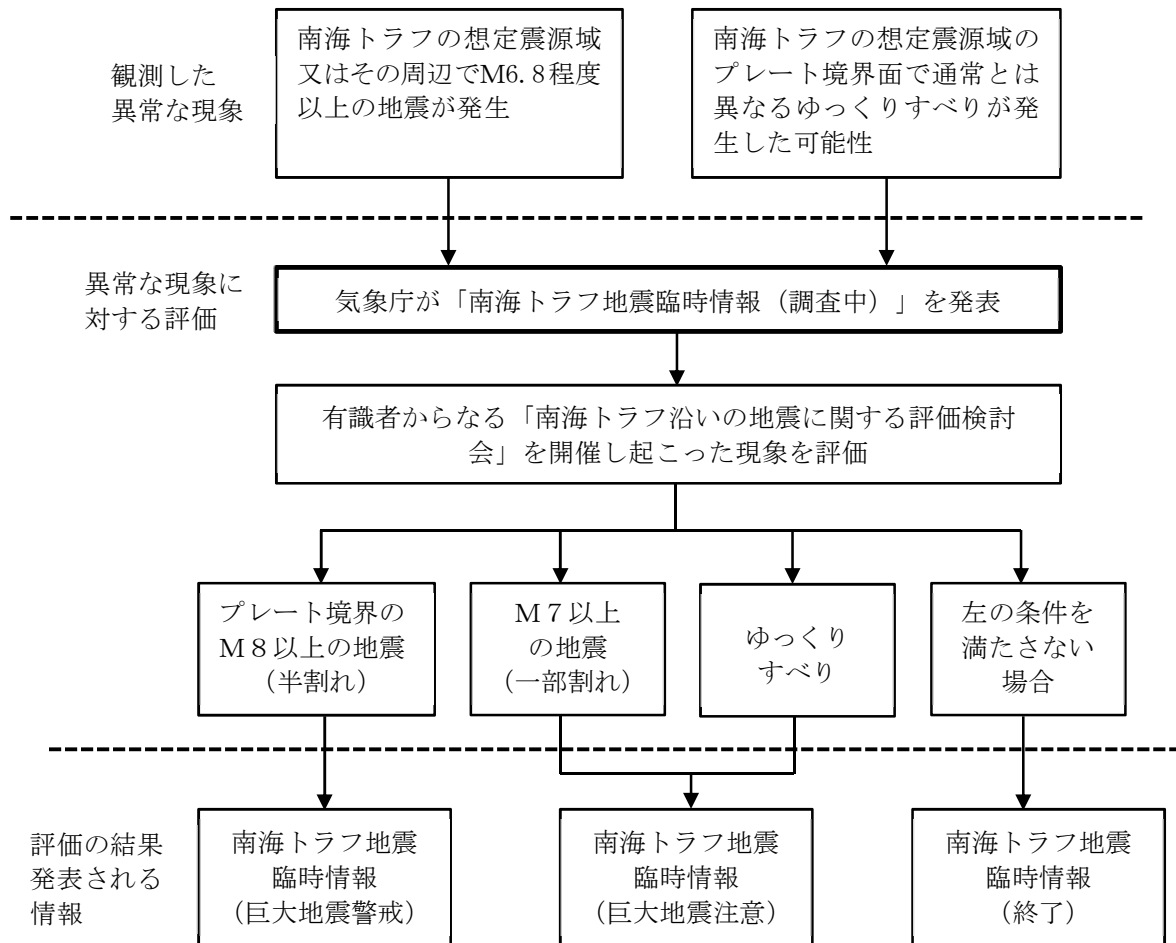 観測した
異常な現象
南海トラフの想定震源域
又はその周辺でM6.8程度
以上の地震が発生
南海トラフの想定震源域の
プレート境界面で通常とは
異なるゆっくりすべりが発
生した可能性
異常な現象に
対する評価
気象庁が「南海トラフ地震臨時情報（調査中）」を発表
有識者からなる「南海トラフ沿いの地震に関する評価検討
会」を開催し起こった現象を評価
プレート境界の
Ｍ８以上の地震
（半割れ）
Ｍ７以上
の地震
（一部割れ）
ゆっくり
すべり
左の条件を
満たさない
場合
評価の結果
発表される
情報
南海トラフ地震
臨時情報
（巨大地震警戒）
南海トラフ地震
臨時情報
（巨大地震注意）
南海トラフ地震
臨時情報
（終了）